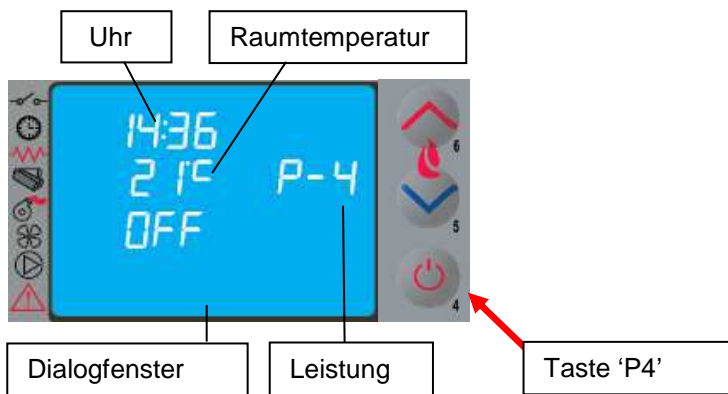 Uhr
Raumtemperatur
14:36
21°C
P-4
OFF
6
5
4
Dialogfenster
Leistung
Taste ‘P4’